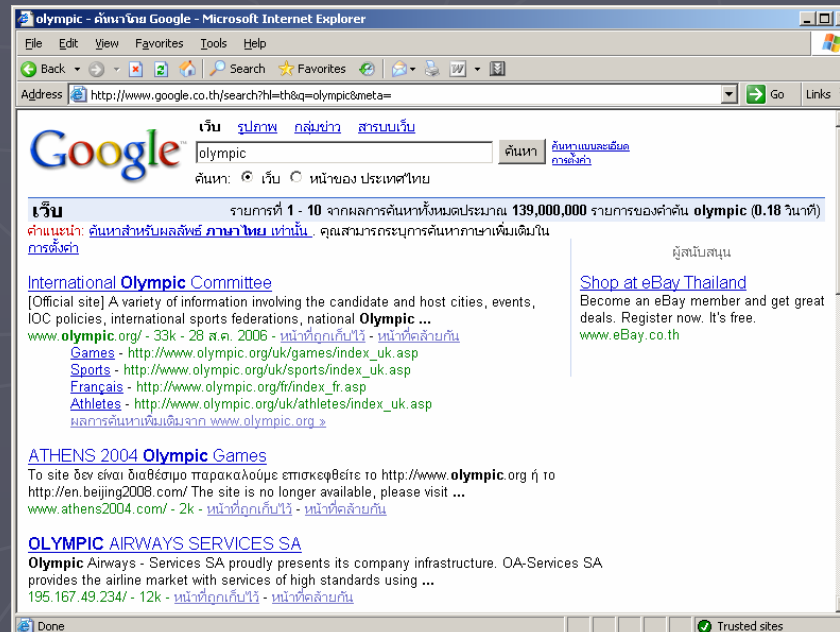 olympic - ค้นหาโดย Google - Microsoft Internet Explorer
File Edit View Favorites Tools Help
Back Search Favorites
Address http://www.google.co.th/search?hl=th&q=olympic&meta= Go Links
Google™
เว็บ รูปภาพ กลุ่มข่าว สารบบเว็บ
olympic ค้นหา ค้นหาแบบละเอียด
การตั้งค่า
ค้นหา: เว็บ หน้าของ ประเทศไทย
เว็บ รายการที่ 1 - 10 จากผลการค้นหาทั้งหมดประมาณ 139,000,000 รายการของคำค้น olympic (0.18 วินาที)
คำแนะนำ: ค้นหาสำหรับผลลัพธ์ ภาษาไทย เท่านั้น . คุณสามารถระบุการค้นหาภาษาเพิ่มเติมใน
การตั้งค่า
International Olympic Committee
[Official site] A variety of information involving the candidate and host cities, events,
IOC policies, international sports federations, national Olympic ...
www.olympic.org/ - 33k - 28 ส.ค. 2006 - หน้าที่ถูกเก็บไว้ - หน้าที่คล้ายกัน
Games - http://www.olympic.org/uk/games/index_uk.asp
Sports - http://www.olympic.org/uk/sports/index_uk.asp
Français - http://www.olympic.org/fr/index_fr.asp
Athletes - http://www.olympic.org/uk/athletes/index_uk.asp
ผลการค้นหาเพิ่มเติมจาก www.olympic.org »
ATHENS 2004 Olympic Games
Το site δεν είναι διαθέσιμο παρακαλούμε επισκεφθείτε το http://www.olympic.org ή το
http://en.beijing2008.com/ The site is no longer available, please visit ...
www.athens2004.com/ - 2k - หน้าที่ถูกเก็บไว้ - หน้าที่คล้ายกัน
OLYMPIC AIRWAYS SERVICES SA
Olympic Airways - Services SA proudly presents its company infrastructure. OA-Services SA
provides the airline market with services of high standards using ...
195.167.49.234/ - 12k - หน้าที่ถูกเก็บไว้ - หน้าที่คล้ายกัน
ผู้สนับสนุน
Shop at eBay Thailand
Become an eBay member and get great
deals. Register now. It's free.
www.eBay.co.th
Done Trusted sites